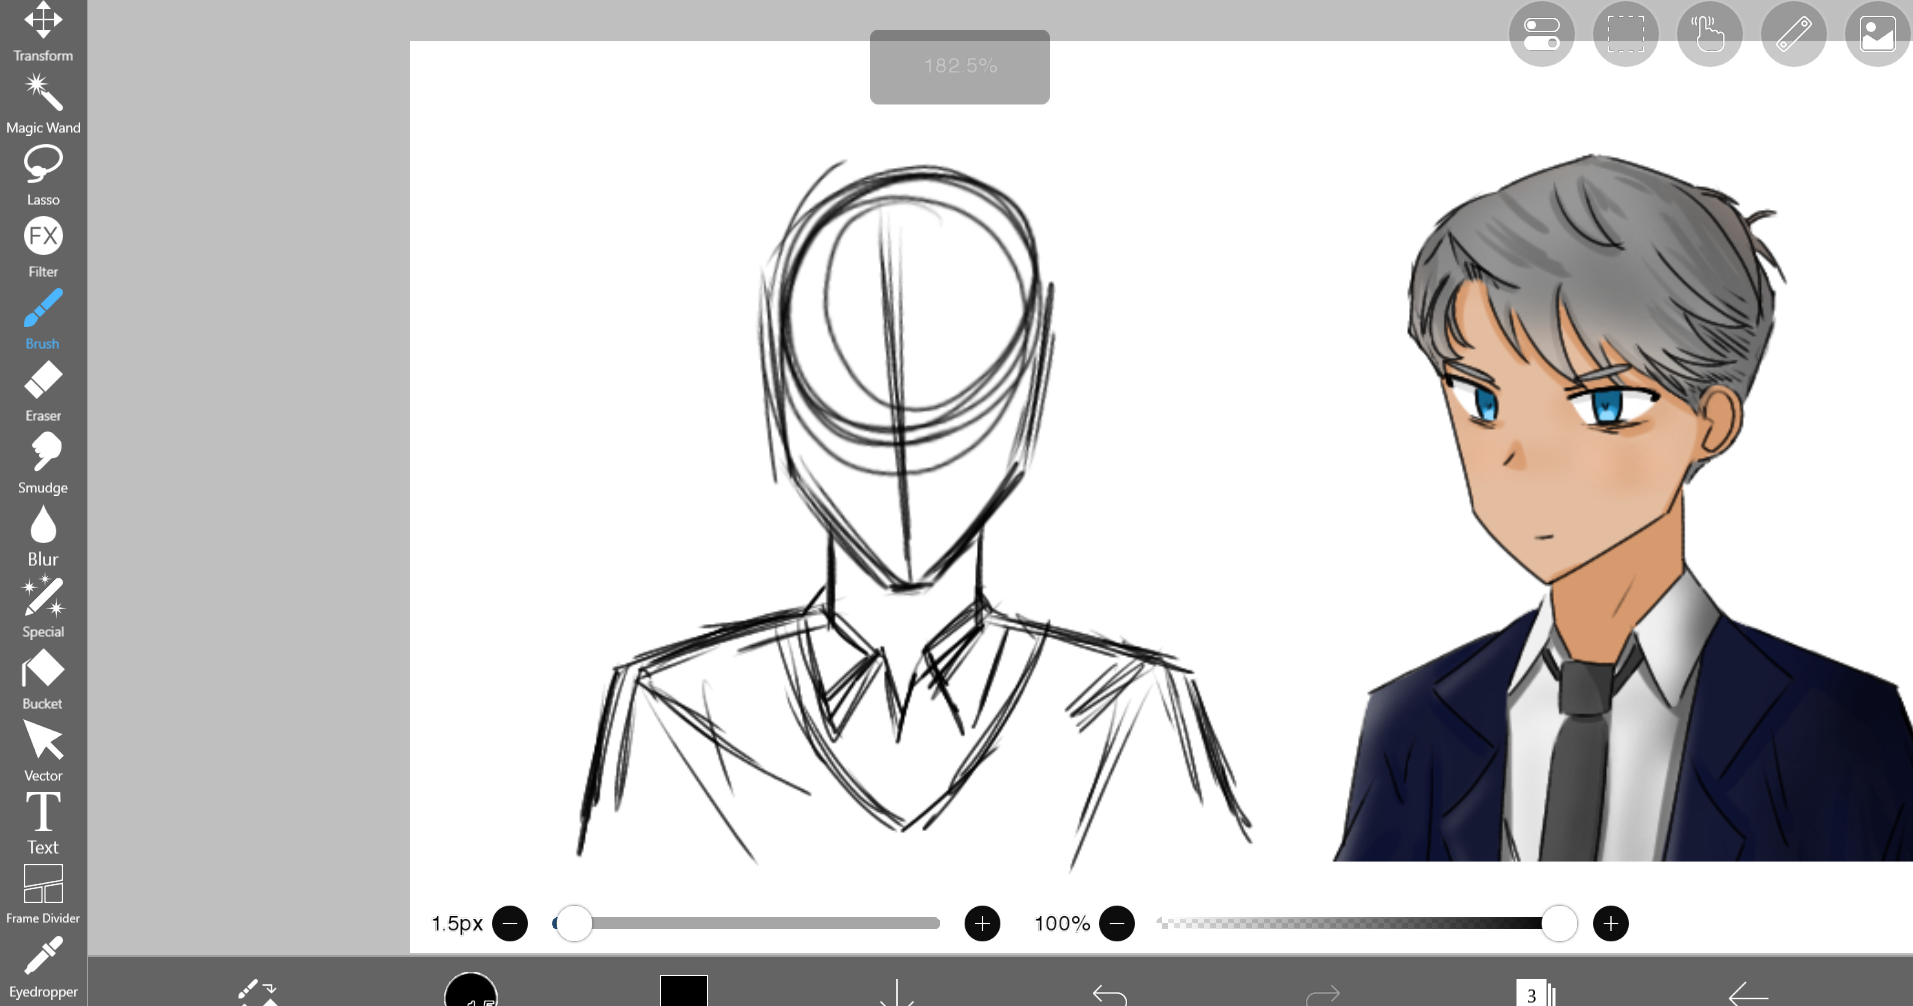 Transform
Magic Wand
Lasso
FX
Filter
Brush
Eraser
Smudge
Blur
Special
Bucket
Vector
T
Text
Frame Divider
Eyedropper
182.5%
1.5px
100%
3